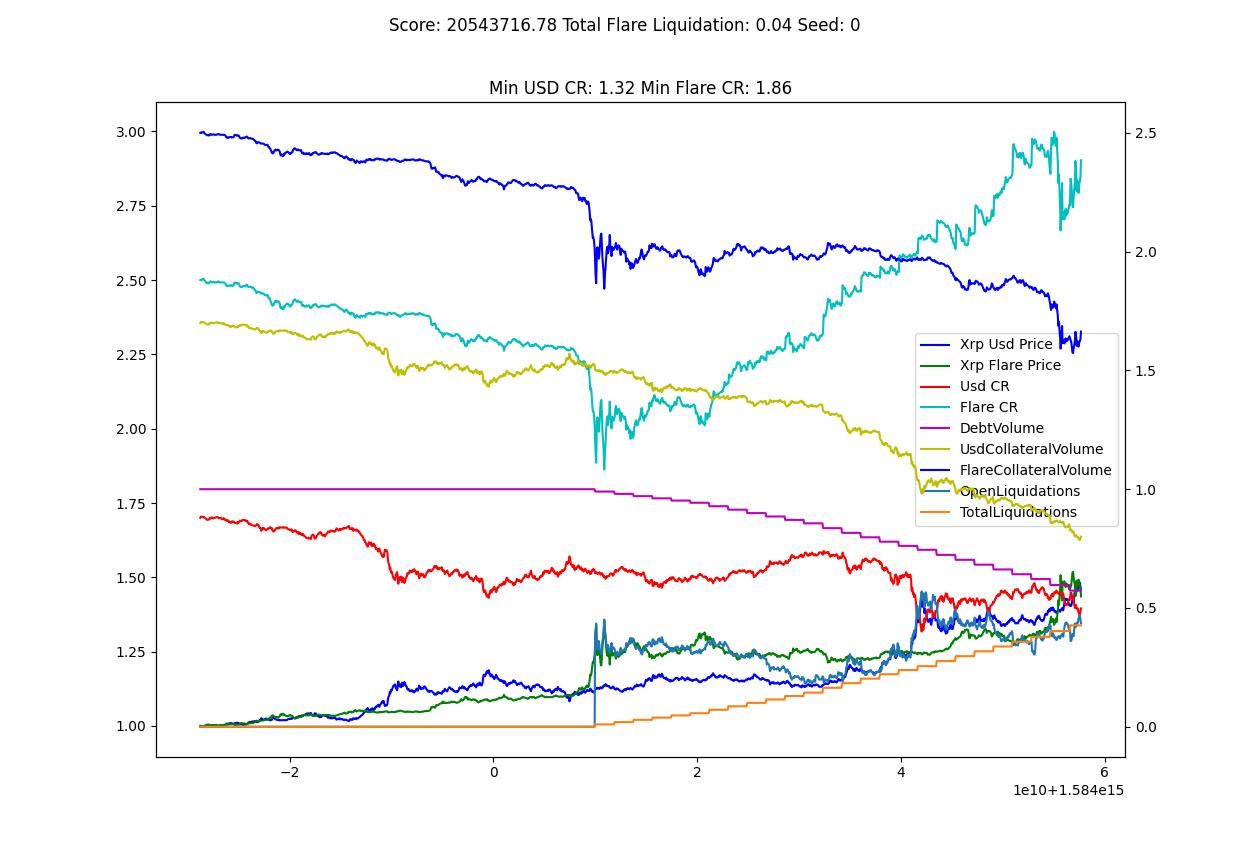 Score: 20543716.78 Total Flare Liquidation: 0.04 Seed: 0
Min USD CR: 1.32 Min Flare CR: 1.86
3.00
2.75
2.50
2.25
2.00
1.75
1.50
1.25
1.00
2.5
2.0
1.5
1.0
0.5
0.0
Xrp Usd Price
Xrp Flare Price
Usd CR
Flare CR
DebtVolume
UsdCollateralVolume
FlareCollateralVolume
OpenLiquidations
TotalLiquidations
−2
0
2
4
6
1e10+1.584e15